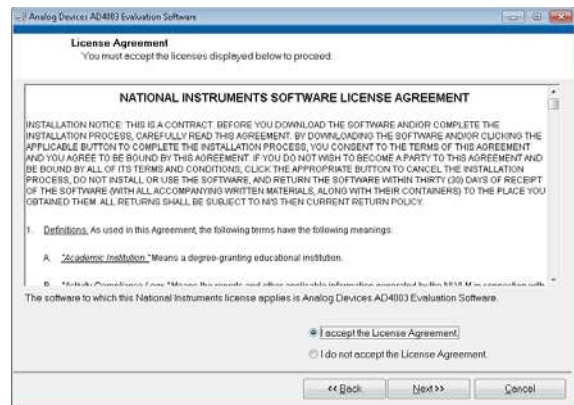 Analog Devices AD4003 Evaluation Software
License Agreement
You must accept the licenses displayed below to proceed.
NATIONAL INSTRUMENTS SOFTWARE LICENSE AGREEMENT
INSTALLATION NOTICE: THIS IS A CONTRACT. BEFORE YOU DOWNLOAD THE SOFTWARE AND/OR COMPLETE THE
INSTALLATION PROCESS, CAREFULLY READ THIS AGREEMENT. BY DOWNLOADING THE SOFTWARE AND/OR CLICKING THE
APPLICABLE BUTTON TO COMPLETE THE INSTALLATION PROCESS, YOU CONSENT TO THE TERMS OF THIS AGREEMENT
AND YOU AGREE TO BE BOUND BY THIS AGREEMENT. IF YOU DO NOT WISH TO BECOME A PARTY TO THIS AGREEMENT AND
BE BOUND BY ALL OF ITS TERMS AND CONDITIONS, CLICK THE APPROPRIATE BUTTON TO CANCEL THE INSTALLATION
PROCESS, DO NOT INSTALL OR USE THE SOFTWARE, AND RETURN THE SOFTWARE WITHIN THIRTY (30) DAYS OF RECEIPT
OF THE SOFTWARE (WITH ALL ACCOMPANYING WRITTEN MATERIALS, ALONG WITH THEIR CONTAINERS) TO THE PLACE YOU
OBTAINED THEM. ALL RETURNS SHALL BE SUBJECT TO NI'S THEN CURRENT RETURN POLICY.
1. Definitions. As used in this Agreement, the following terms have the following meanings:
A. "Academic Institution." Means a degree-granting educational institution.
The software to which this National Instruments license applies is Analog Devices AD4003 Evaluation Software.
I accept the License Agreement.
I do not accept the License Agreement.
<< Back Next >> Cancel